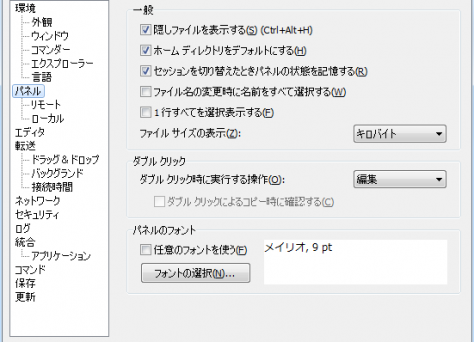 環境
外観
ウィンドウ
コマンダー
エクスプローラー
言語
パネル
リモート
ローカル
エディタ
転送
ドラッグ & ドロップ
バックグランド
接続時間
ネットワーク
セキュリティ
ログ
統合
アプリケーション
コマンド
保存
更新
一般
隠しファイルを表示する(S) (Ctrl+Alt+H)
ホーム ディレクトリをデフォルトにする(H)
セッションを切り替えたときパネルの状態を記憶する(R)
ファイル名の変更時に名前をすべて選択する(W)
1 行すべてを選択表示する(F)
ファイル サイズの表示(Z): キロバイト
ダブル クリック
ダブル クリック時に実行する操作(O): 編集
ダブル クリックによるコピー時に確認する(C)
パネルのフォント
任意のフォントを使う(F)
メイリオ, 9 pt
フォントの選択(N)...